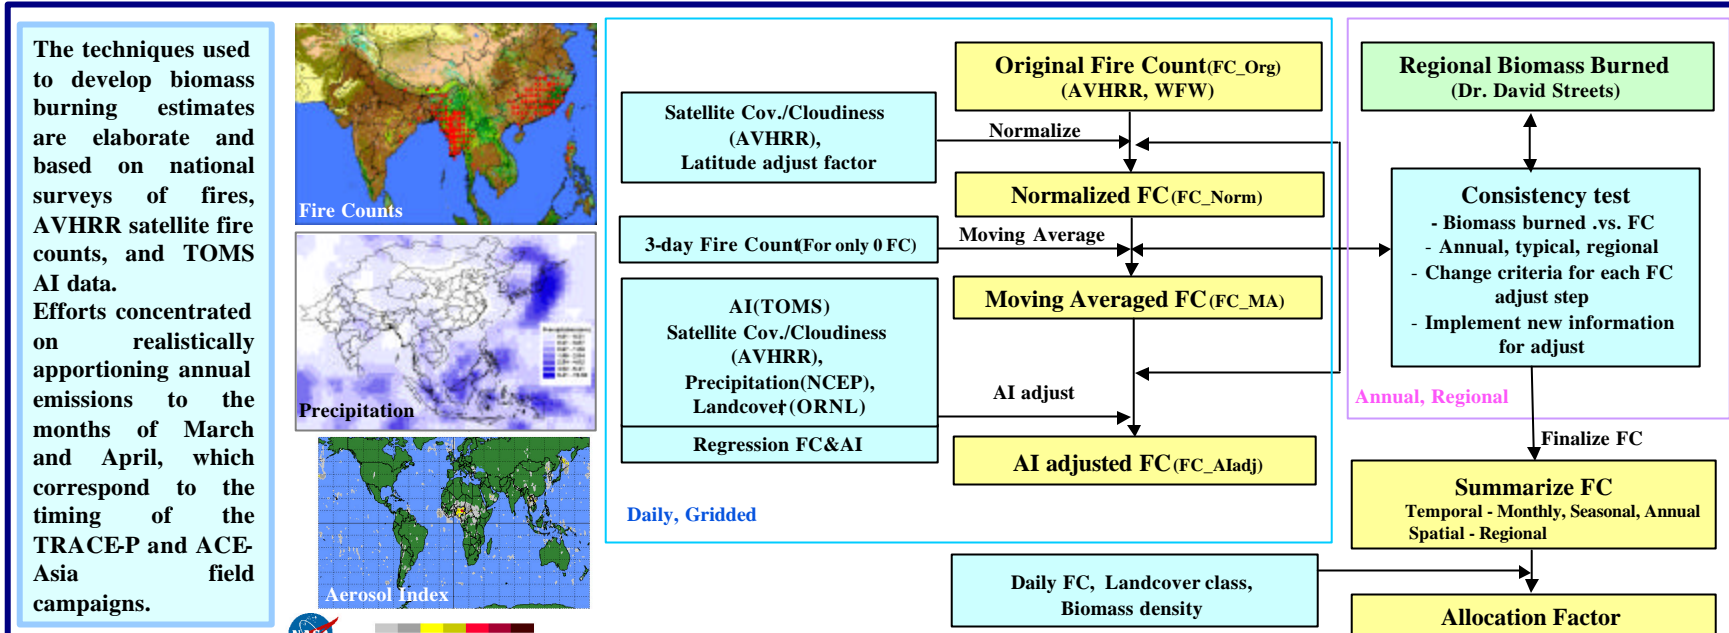 The techniques used
to develop biomass
burning estimates
are elaborate and
based on national
surveys of fires,
AVHRR satellite fire
counts, and TOMS
AI data.
Efforts concentrated
on realistically
apportioning annual
emissions to the
months of March
and April, which
correspond to the
timing of the
TRACE-P and ACE-
Asia field
campaigns.
Fire Counts
Precipitation
Aerosol Index
NASA
Satellite Cov./Cloudiness
(AVHRR),
Latitude adjust factor
3-day Fire Count(For only 0 FC)
AI(TOMS)
Satellite Cov./Cloudiness
(AVHRR),
Precipitation(NCEP),
Landcover(ORNL)
Regression FC&AI
Daily, Gridded
Original Fire Count(FC_Org)
(AVHRR, WFW)
Normalize
Normalized FC(FC_Norm)
Moving Average
Moving Averaged FC(FC_MA)
AI adjust
AI adjusted FC(FC_AIadj)
Regional Biomass Burned
(Dr. David Streets)
Consistency test
- Biomass burned .vs. FC
- Annual, typical, regional
- Change criteria for each FC
adjust step
- Implement new information
for adjust
Annual, Regional
Finalize FC
Summarize FC
Temporal - Monthly, Seasonal, Annual
Spatial - Regional
Daily FC, Landcover class,
Biomass density
Allocation Factor